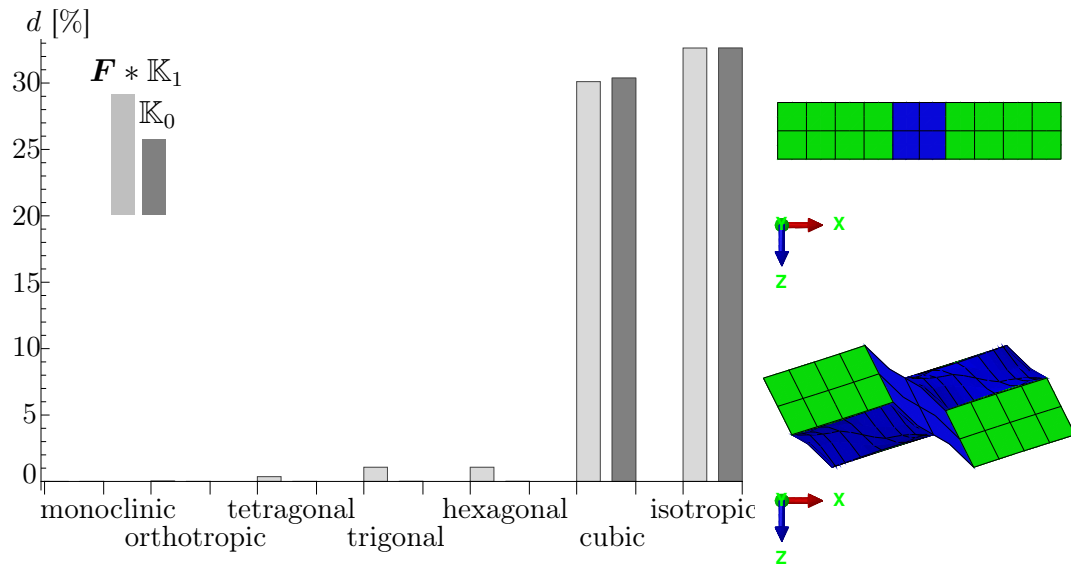 d [%]
F ∗ 𝕂₁
𝕂₀
30
25
20
15
10
5
0
monoclinic
orthotropic
tetragonal
trigonal
hexagonal
cubic
isotropic
Y
X
Z
Y
X
Z